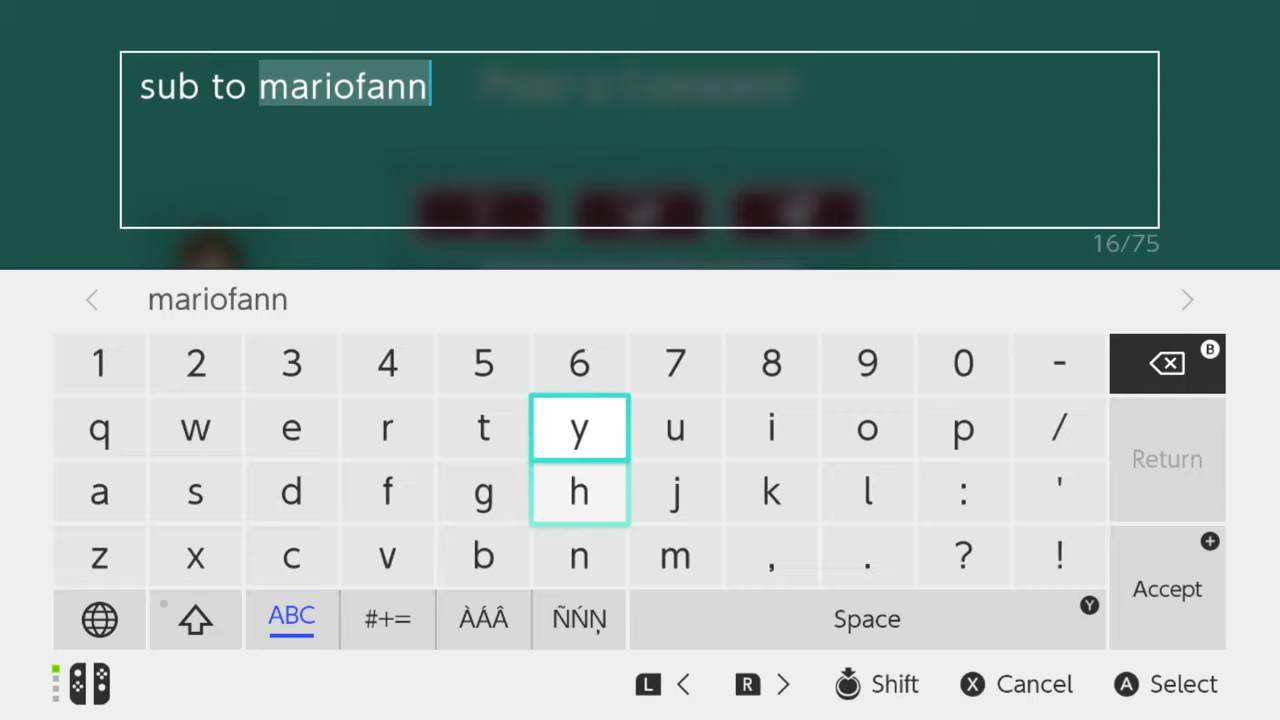 sub to mariofann
16/75
mariofann
1 2 3 4 5 6 7 8 9 0 - B
q w e r t y u i o p /
Return
a s d f g h j k l : '
z x c v b n m , . ? !
Accept
ABC #+= ÀÁÂ ÑŃŅ Space Y
L R Shift X Cancel A Select